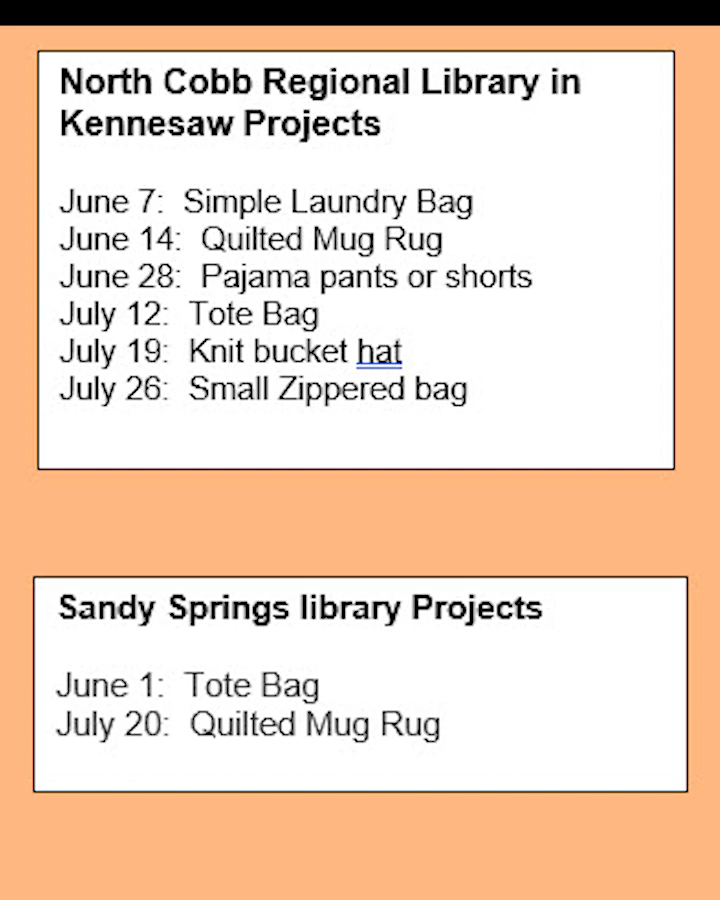 North Cobb Regional Library in
Kennesaw Projects
June 7: Simple Laundry Bag
June 14: Quilted Mug Rug
June 28: Pajama pants or shorts
July 12: Tote Bag
July 19: Knit bucket hat
July 26: Small Zippered bag
Sandy Springs library Projects
June 1: Tote Bag
July 20: Quilted Mug Rug